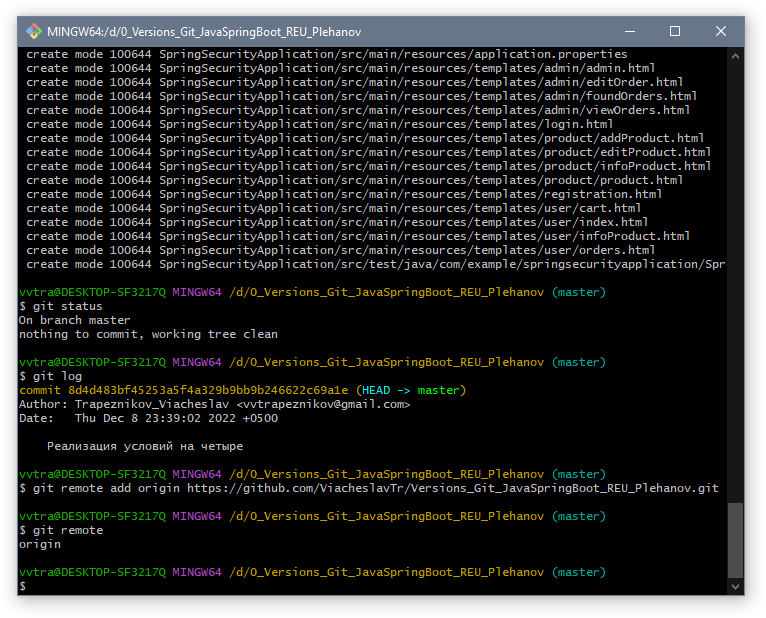 MINGW64:/d/0_Versions_Git_JavaSpringBoot_REU_Plehanov
create mode 100644 SpringSecurityApplication/src/main/resources/application.properties
create mode 100644 SpringSecurityApplication/src/main/resources/templates/admin/admin.html
create mode 100644 SpringSecurityApplication/src/main/resources/templates/admin/editOrder.html
create mode 100644 SpringSecurityApplication/src/main/resources/templates/admin/foundOrders.html
create mode 100644 SpringSecurityApplication/src/main/resources/templates/admin/viewOrders.html
create mode 100644 SpringSecurityApplication/src/main/resources/templates/login.html
create mode 100644 SpringSecurityApplication/src/main/resources/templates/product/addProduct.html
create mode 100644 SpringSecurityApplication/src/main/resources/templates/product/editProduct.html
create mode 100644 SpringSecurityApplication/src/main/resources/templates/product/infoProduct.html
create mode 100644 SpringSecurityApplication/src/main/resources/templates/product/product.html
create mode 100644 SpringSecurityApplication/src/main/resources/templates/registration.html
create mode 100644 SpringSecurityApplication/src/main/resources/templates/user/cart.html
create mode 100644 SpringSecurityApplication/src/main/resources/templates/user/index.html
create mode 100644 SpringSecurityApplication/src/main/resources/templates/user/infoProduct.html
create mode 100644 SpringSecurityApplication/src/main/resources/templates/user/orders.html
create mode 100644 SpringSecurityApplication/src/test/java/com/example/springsecurityapplication/Spr
vvtra@DESKTOP-SF3217Q MINGW64 /d/0_Versions_Git_JavaSpringBoot_REU_Plehanov (master)
$ git status
On branch master
nothing to commit, working tree clean
vvtra@DESKTOP-SF3217Q MINGW64 /d/0_Versions_Git_JavaSpringBoot_REU_Plehanov (master)
$ git log
commit 8d4d483bf45253a5f4a329b9bb9b246622c69a1e (HEAD -> master)
Author: Trapeznikov_Viacheslav <vvtrapeznikov@gmail.com>
Date:   Thu Dec 8 23:39:02 2022 +0500
Реализация условий на четыре
vvtra@DESKTOP-SF3217Q MINGW64 /d/0_Versions_Git_JavaSpringBoot_REU_Plehanov (master)
$ git remote add origin https://github.com/ViacheslavTr/Versions_Git_JavaSpringBoot_REU_Plehanov.git
vvtra@DESKTOP-SF3217Q MINGW64 /d/0_Versions_Git_JavaSpringBoot_REU_Plehanov (master)
$ git remote
origin
vvtra@DESKTOP-SF3217Q MINGW64 /d/0_Versions_Git_JavaSpringBoot_REU_Plehanov (master)
$